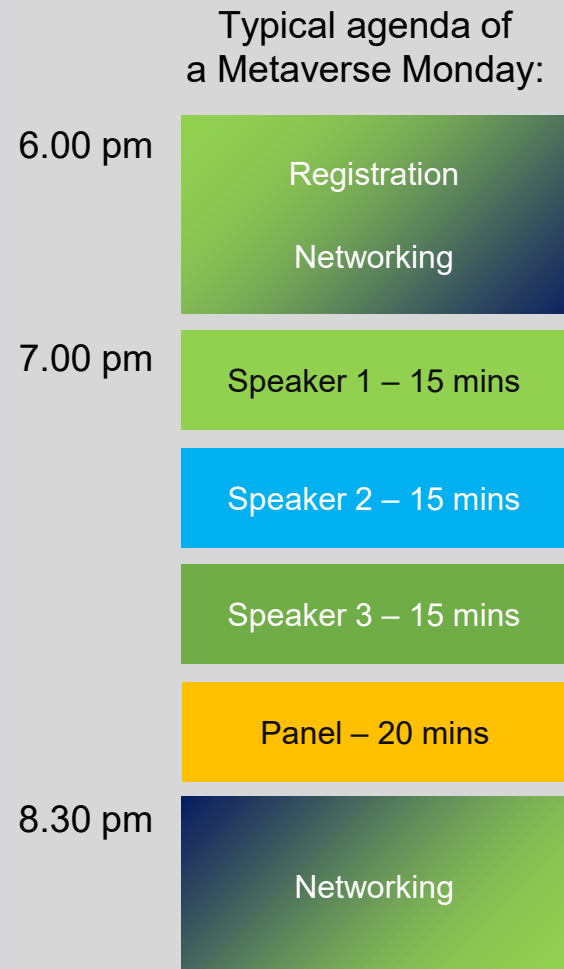 Typical agenda of
a Metaverse Monday:
6.00 pm
Registration
Networking
7.00 pm
Speaker 1 – 15 mins
Speaker 2 – 15 mins
Speaker 3 – 15 mins
Panel – 20 mins
8.30 pm
Networking